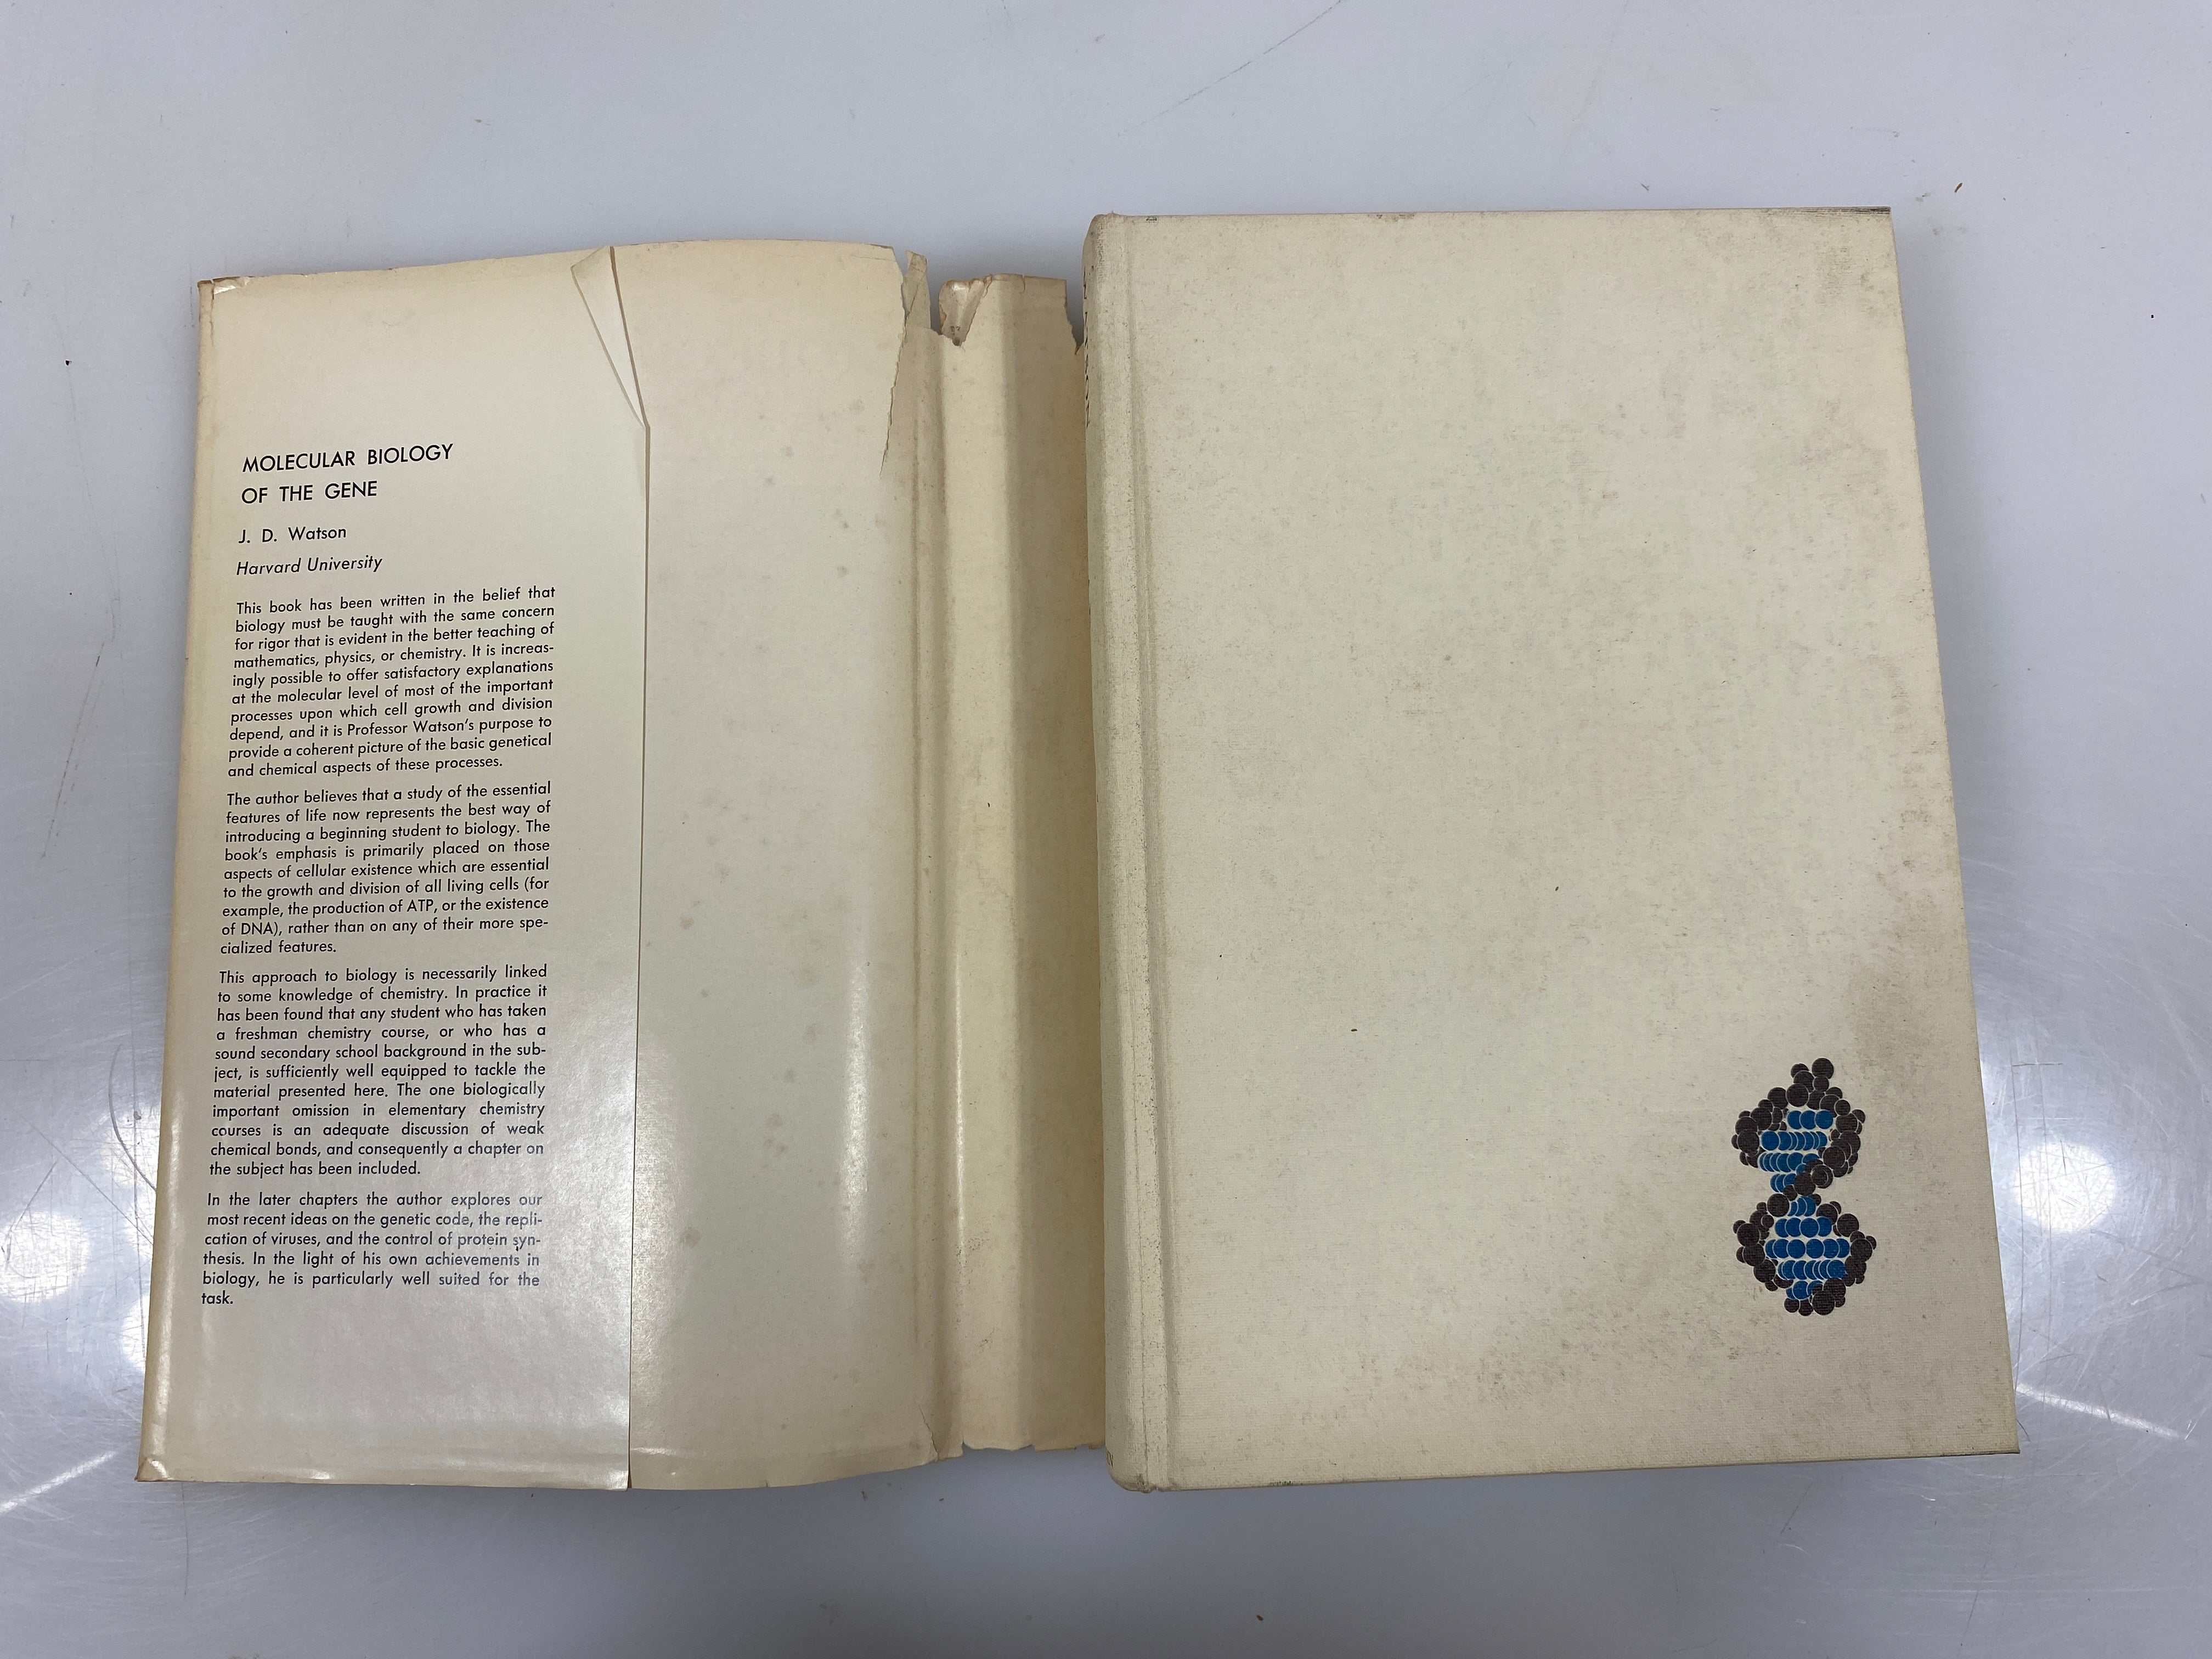 MOLECULAR BIOLOGY
OF THE GENE
J. D. Watson
Harvard University
This book has been written in the belief that
biology must be taught with the same concern
for rigor that is evident in the better teaching of
mathematics, physics, or chemistry. It is increas-
ingly possible to offer satisfactory explanations
at the molecular level of most of the important
processes upon which cell growth and division
depend, and it is Professor Watson's purpose to
provide a coherent picture of the basic genetical
and chemical aspects of these processes.
The author believes that a study of the essential
features of life now represents the best way of
introducing a beginning student to biology. The
book's emphasis is primarily placed on those
aspects of cellular existence which are essential
to the growth and division of all living cells (for
example, the production of ATP, or the existence
of DNA), rather than on any of their more spe-
cialized features.
This approach to biology is necessarily linked
to some knowledge of chemistry. In practice it
has been found that any student who has taken
a freshman chemistry course, or who has a
sound secondary school background in the sub-
ject, is sufficiently well equipped to tackle the
material presented here. The one biologically
important omission in elementary chemistry
courses is an adequate discussion of weak
chemical bonds, and consequently a chapter on
the subject has been included.
In the later chapters the author explores our
most recent ideas on the genetic code, the repli-
cation of viruses, and the control of protein syn-
thesis. In the light of his own achievements in
biology, he is particularly well suited for the
task.